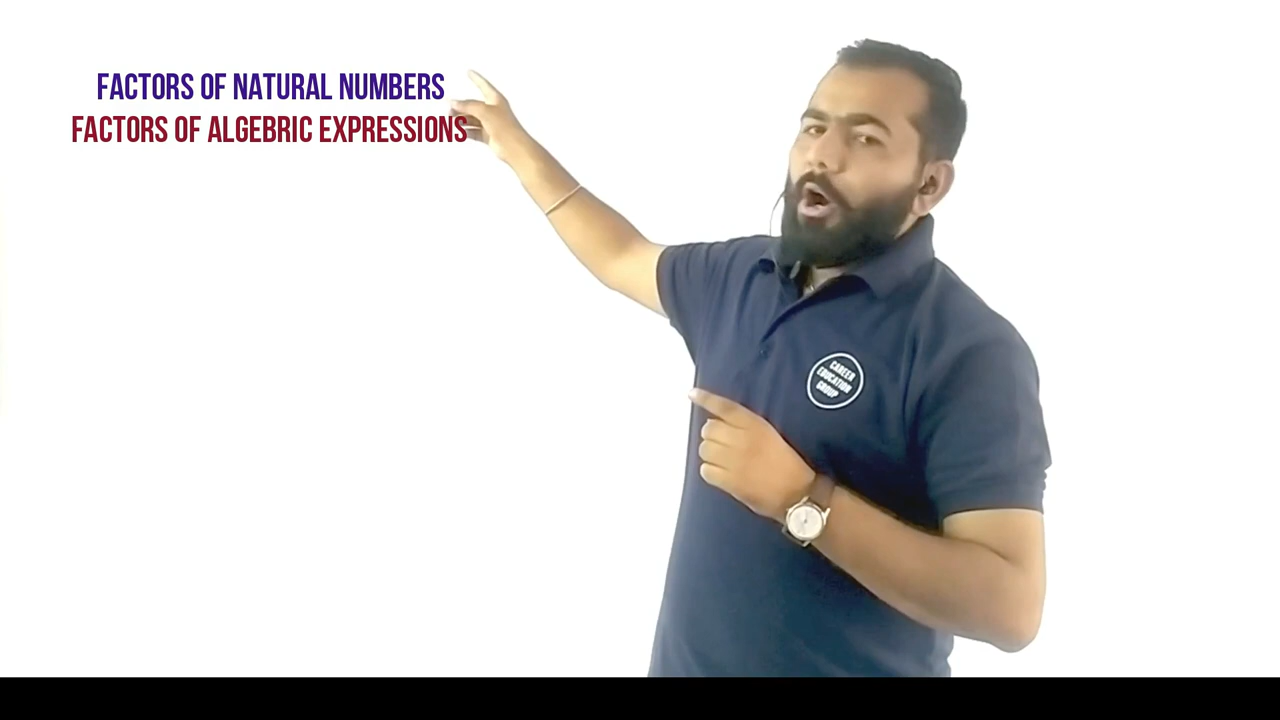 FACTORS OF NATURAL NUMBERS
FACTORS OF ALGEBRIC EXPRESSIONS
CAREER
EDUCATION
GROUP